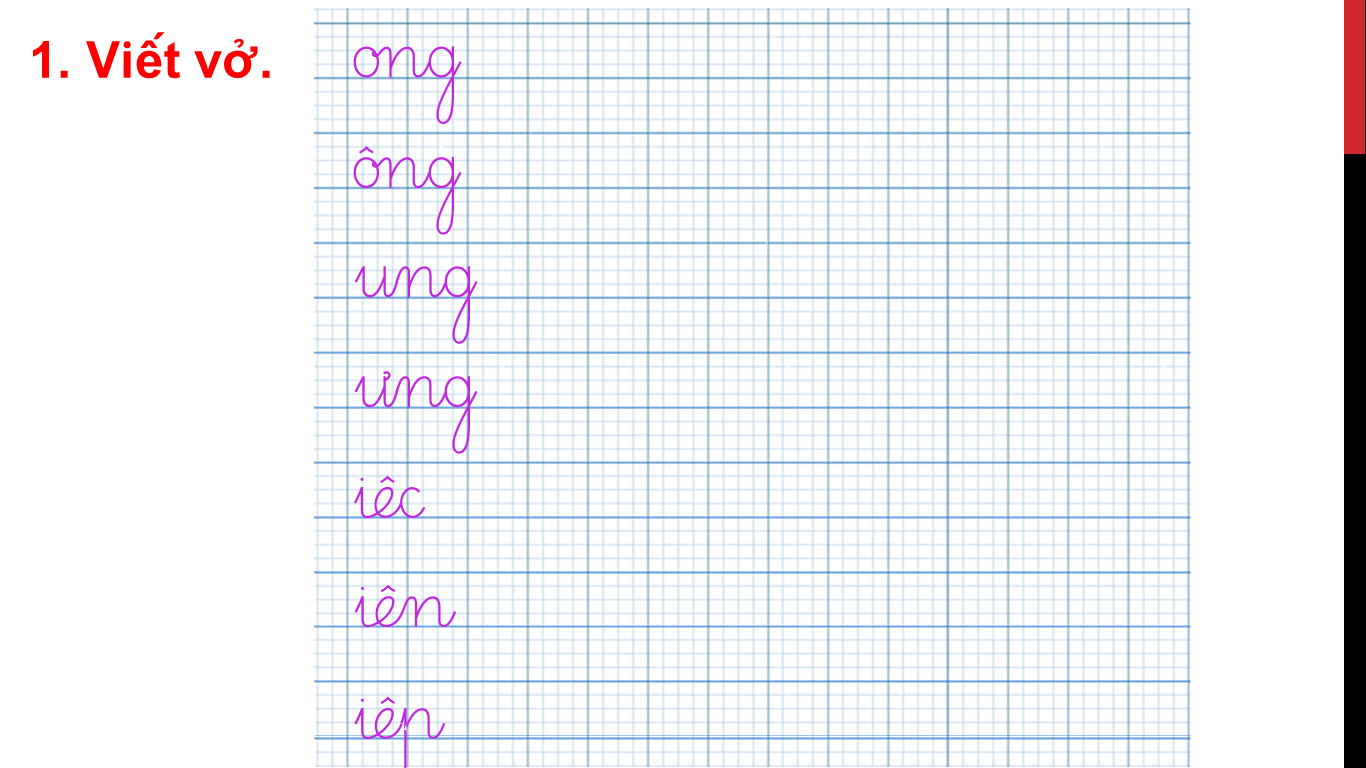 1. Viết vở.
ong
ông
ung
ưng
iêc
iên
iêp